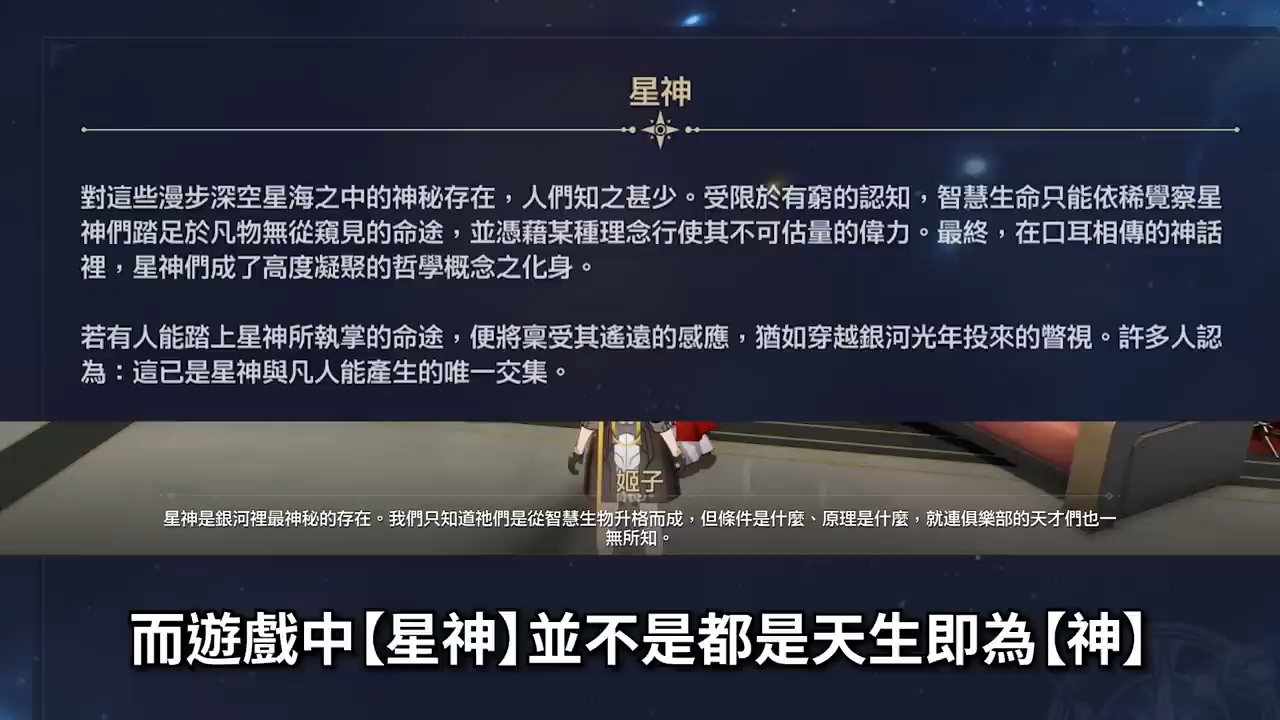 星神
對這些漫步深空星海之中的神秘存在，人們知之甚少。受限於有窮的認知，智慧生命只能依稀覺察星
神們踏足於凡物無從窺見的命途，並憑藉某種理念行使其不可估量的偉力。最終，在口耳相傳的神話
裡，星神們成了高度凝聚的哲學概念之化身。
若有人能踏上星神所執掌的命途，便將稟受其遙遠的感應，猶如穿越銀河光年投來的瞥視。許多人認
為：這已是星神與凡人能產生的唯一交集。
姬子
星神是銀河裡最神秘的存在。我們只知道祂們是從智慧生物升格而成，但條件是什麼、原理是什麼，就連俱樂部的天才們也一
無所知。
而遊戲中【星神】並不是都是天生即為【神】